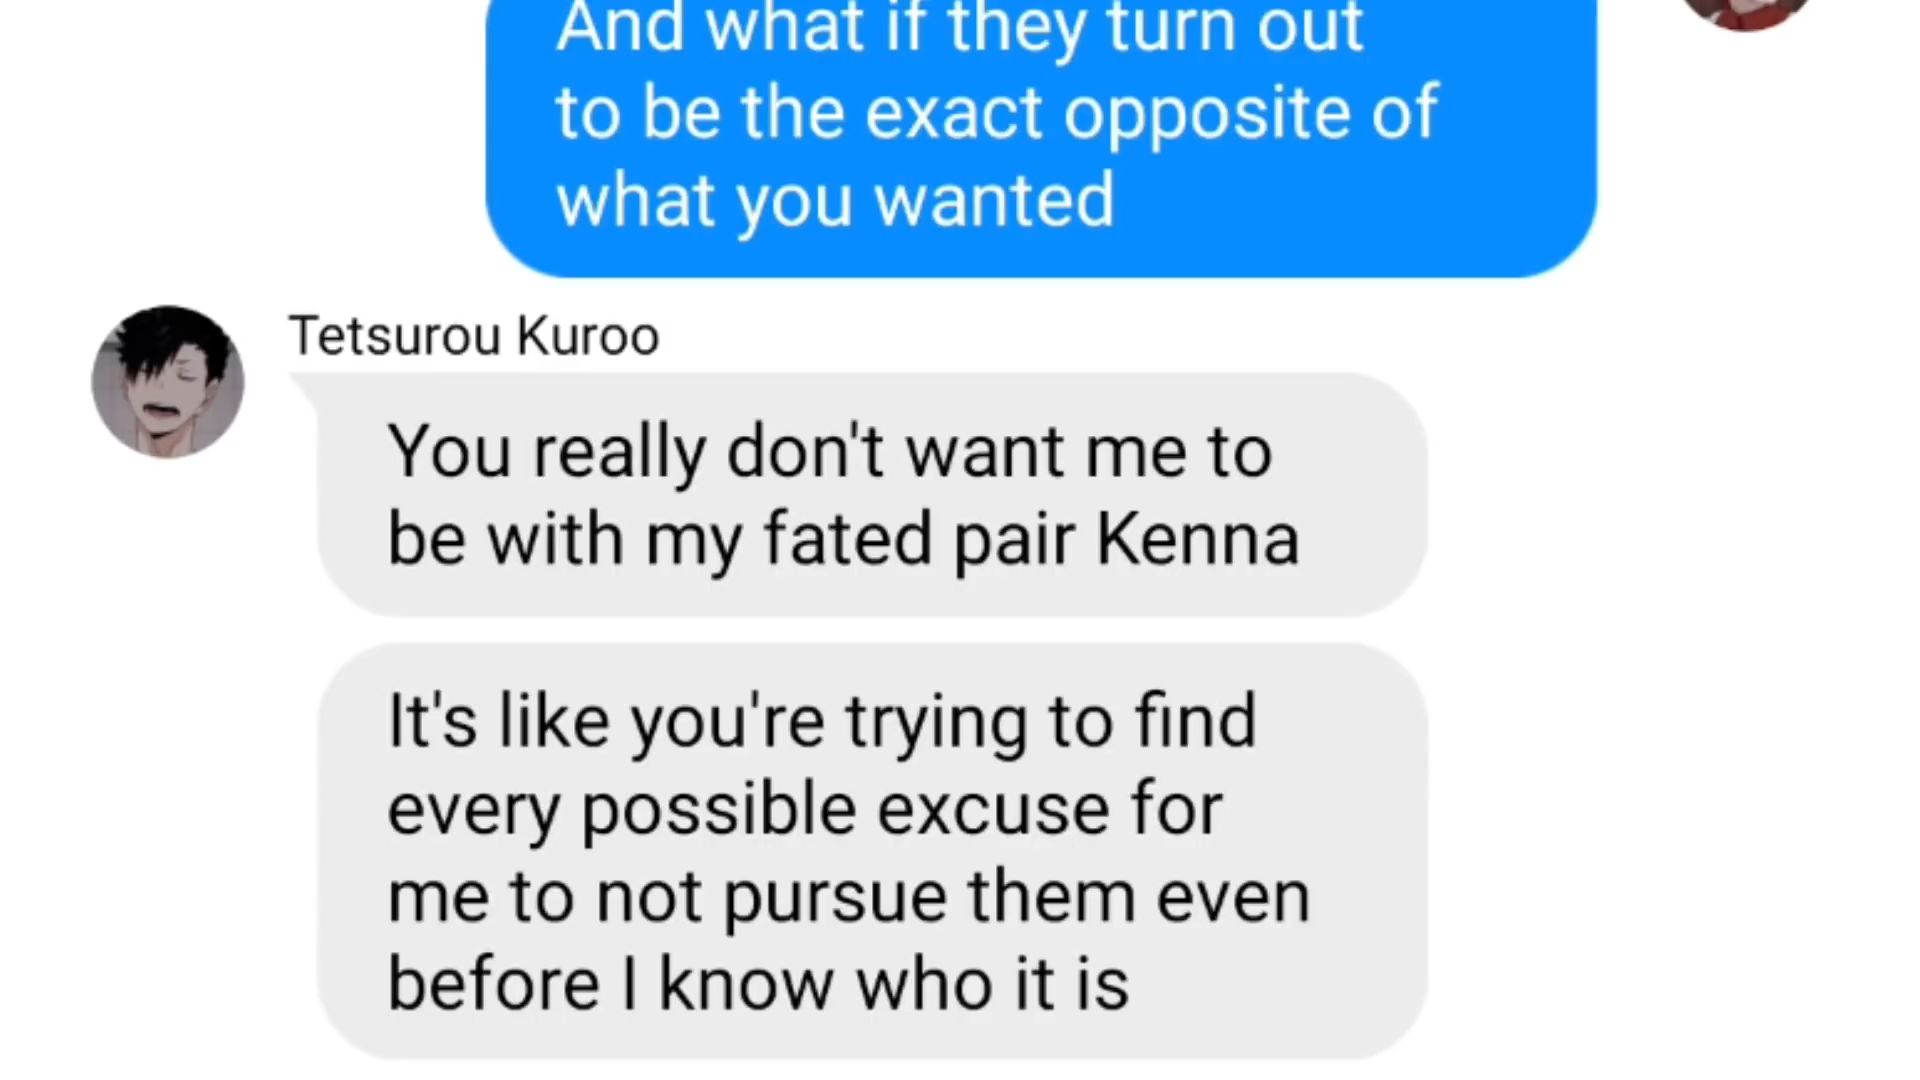 And what if they turn out
to be the exact opposite of
what you wanted
Tetsurou Kuroo
You really don't want me to
be with my fated pair Kenna
It's like you're trying to find
every possible excuse for
me to not pursue them even
before I know who it is